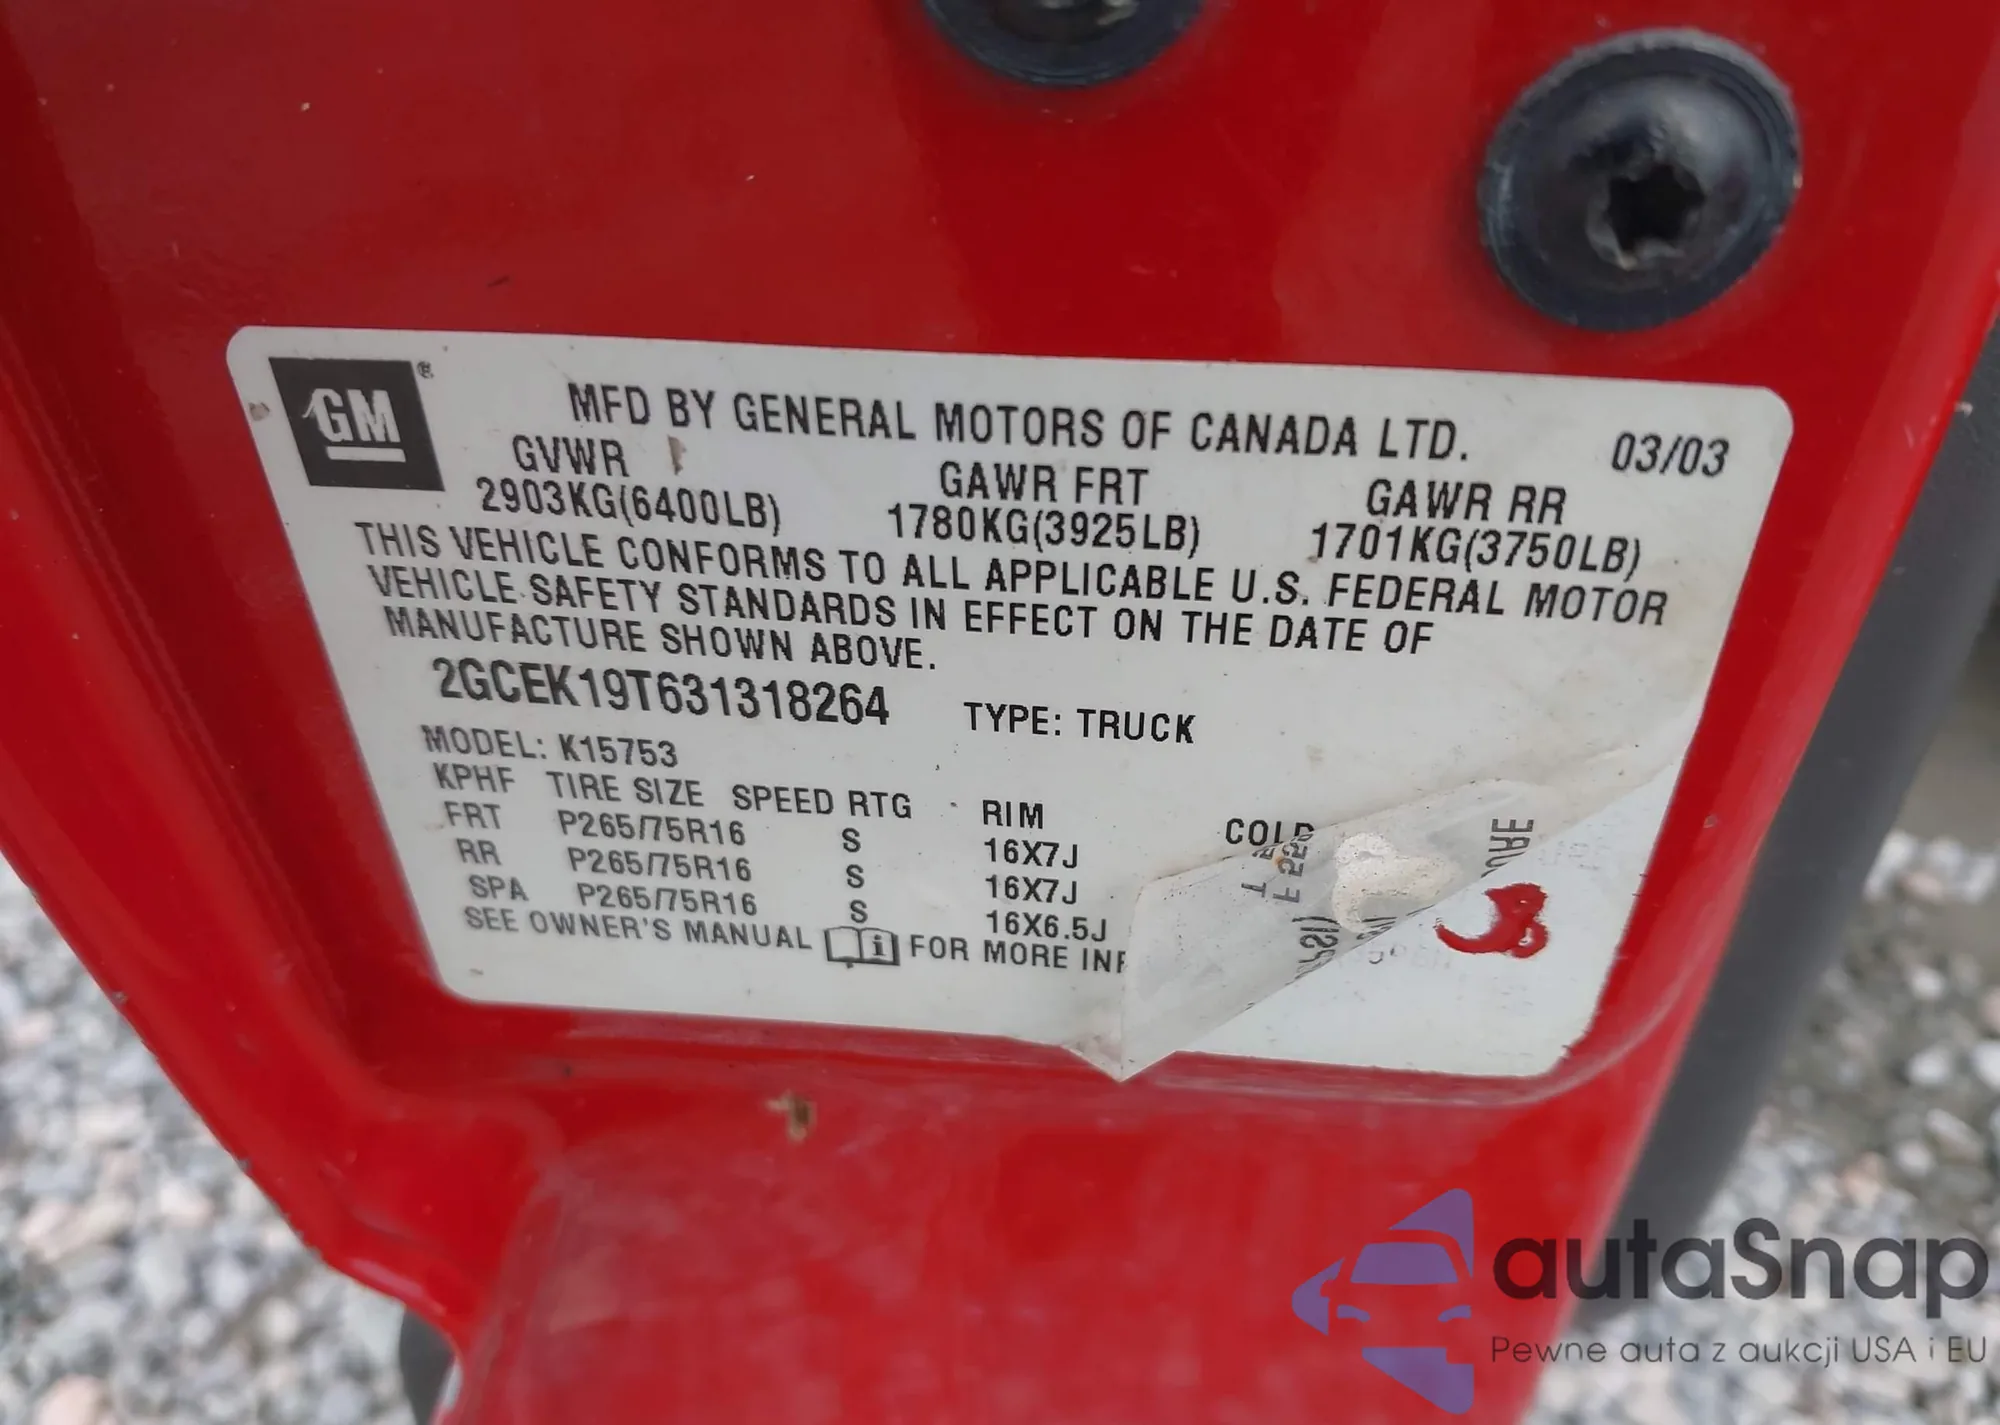 GM®
MFD BY GENERAL MOTORS OF CANADA LTD. 03/03
GVWR GAWR FRT GAWR RR
2903KG(6400LB) 1780KG(3925LB) 1701KG(3750LB)
THIS VEHICLE CONFORMS TO ALL APPLICABLE U.S. FEDERAL MOTOR
VEHICLE SAFETY STANDARDS IN EFFECT ON THE DATE OF
MANUFACTURE SHOWN ABOVE.
2GCEK19T631318264 TYPE: TRUCK
MODEL: K15753
KPHF TIRE SIZE SPEED RTG RIM COLD
FRT P265/75R16 S 16X7J
RR P265/75R16 S 16X7J
SPA P265/75R16 S 16X6.5J
SEE OWNER'S MANUAL FOR MORE INF
autaSnap
Pewne auta z aukcji USA i EU